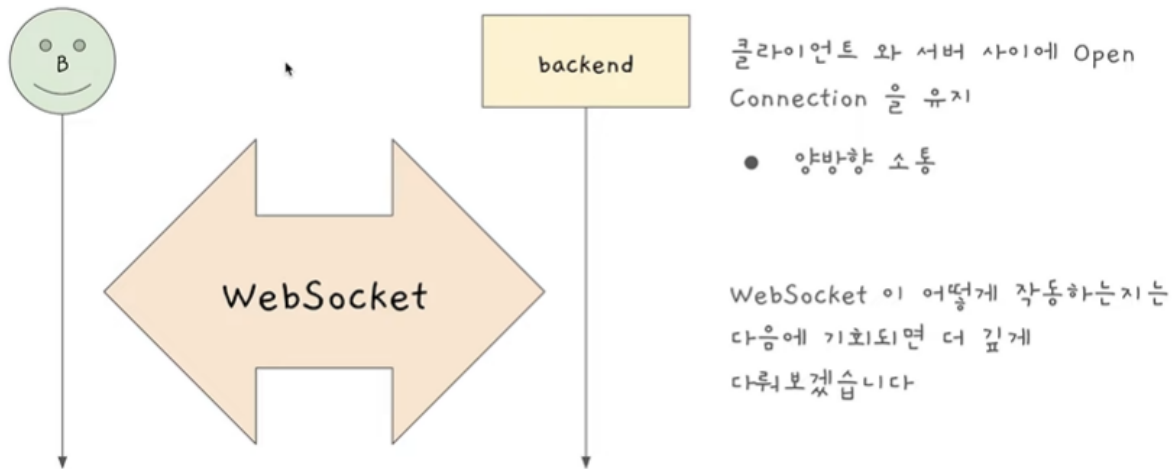 B
backend
WebSocket
클라이언트 와 서버 사이에 Open
Connection 을 유지
● 양방향 소통
WebSocket 이 어떻게 작동하는지는
다음에 기회되면 더 깊게
다뤄보겠습니다